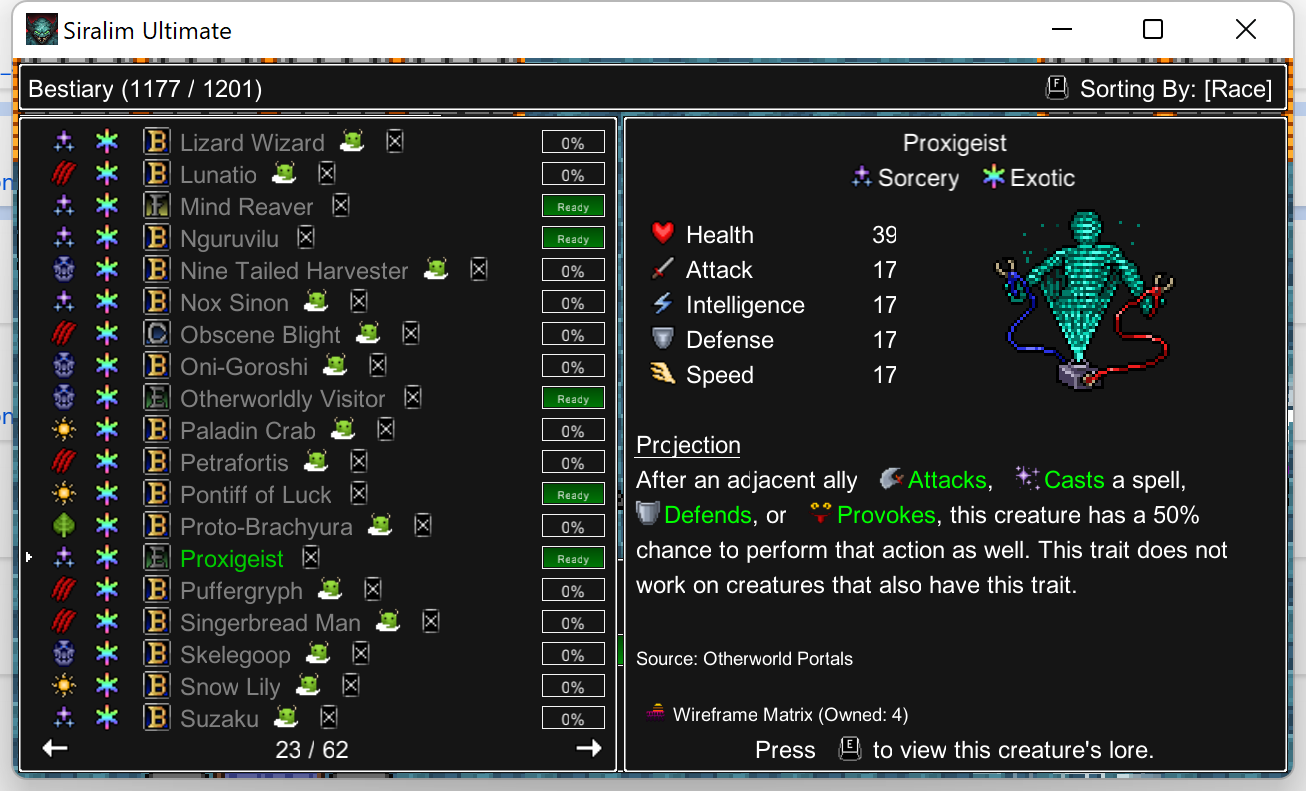 Siralim Ultimate
Bestiary (1177 / 1201)
F Sorting By: [Race]
B Lizard Wizard 0%
B Lunatio 0%
F Mind Reaver Ready
B Nguruvilu Ready
B Nine Tailed Harvester 0%
B Nox Sinon 0%
C Obscene Blight 0%
B Oni-Goroshi 0%
E Otherworldly Visitor Ready
B Paladin Crab 0%
B Petrafortis 0%
B Pontiff of Luck Ready
B Proto-Brachyura 0%
E Proxigeist Ready
B Puffergryph 0%
B Singerbread Man 0%
B Skelegoop 0%
B Snow Lily 0%
B Suzaku 0%
23 / 62
Proxigeist
Sorcery Exotic
Health 39
Attack 17
Intelligence 17
Defense 17
Speed 17
Projection
After an adjacent ally Attacks, Casts a spell,
Defends, or Provokes, this creature has a 50%
chance to perform that action as well. This trait does not
work on creatures that also have this trait.
Source: Otherworld Portals
Wireframe Matrix (Owned: 4)
Press E to view this creature's lore.